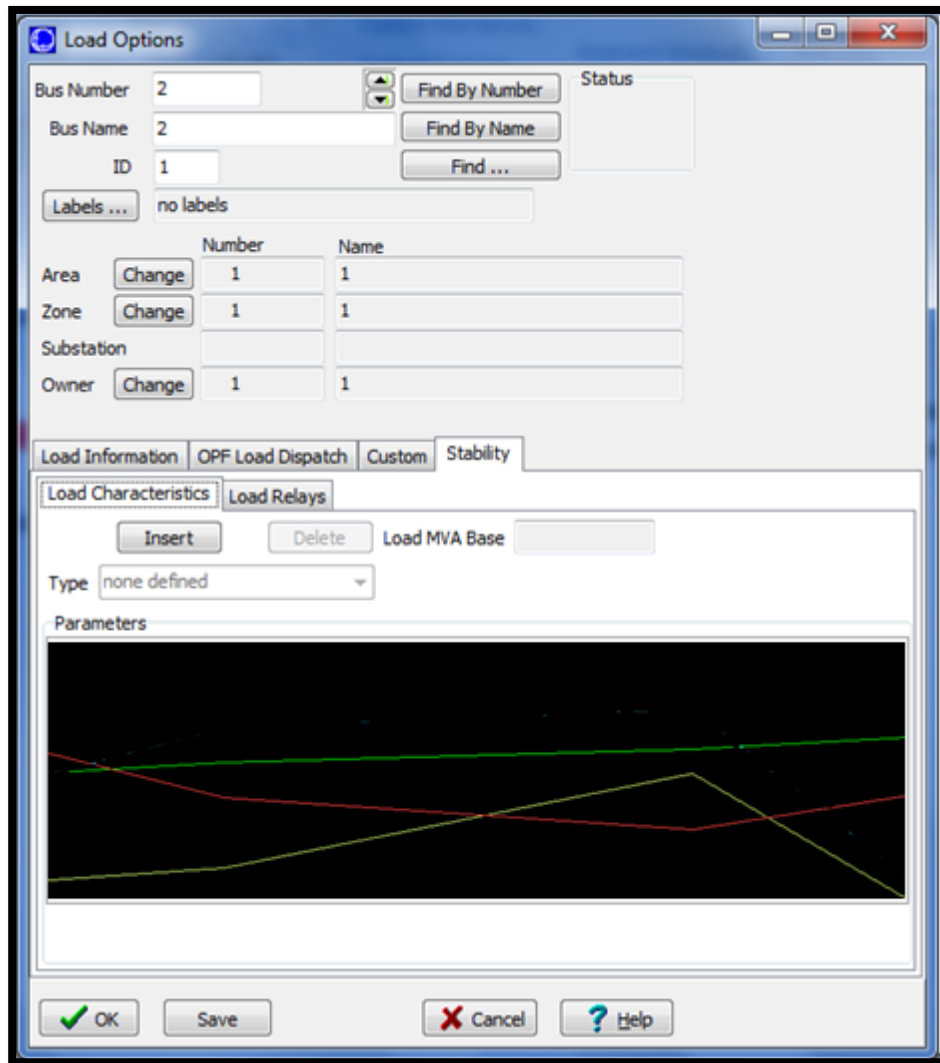 Load Options
Bus Number 2 Find By Number Status
Bus Name 2 Find By Name
ID 1 Find ...
Labels ... no labels
Number Name
Area Change 1 1
Zone Change 1 1
Substation
Owner Change 1 1
Load Information OPF Load Dispatch Custom Stability
Load Characteristics Load Relays
Insert Delete Load MVA Base
Type none defined
Parameters
OK Save Cancel ? Help